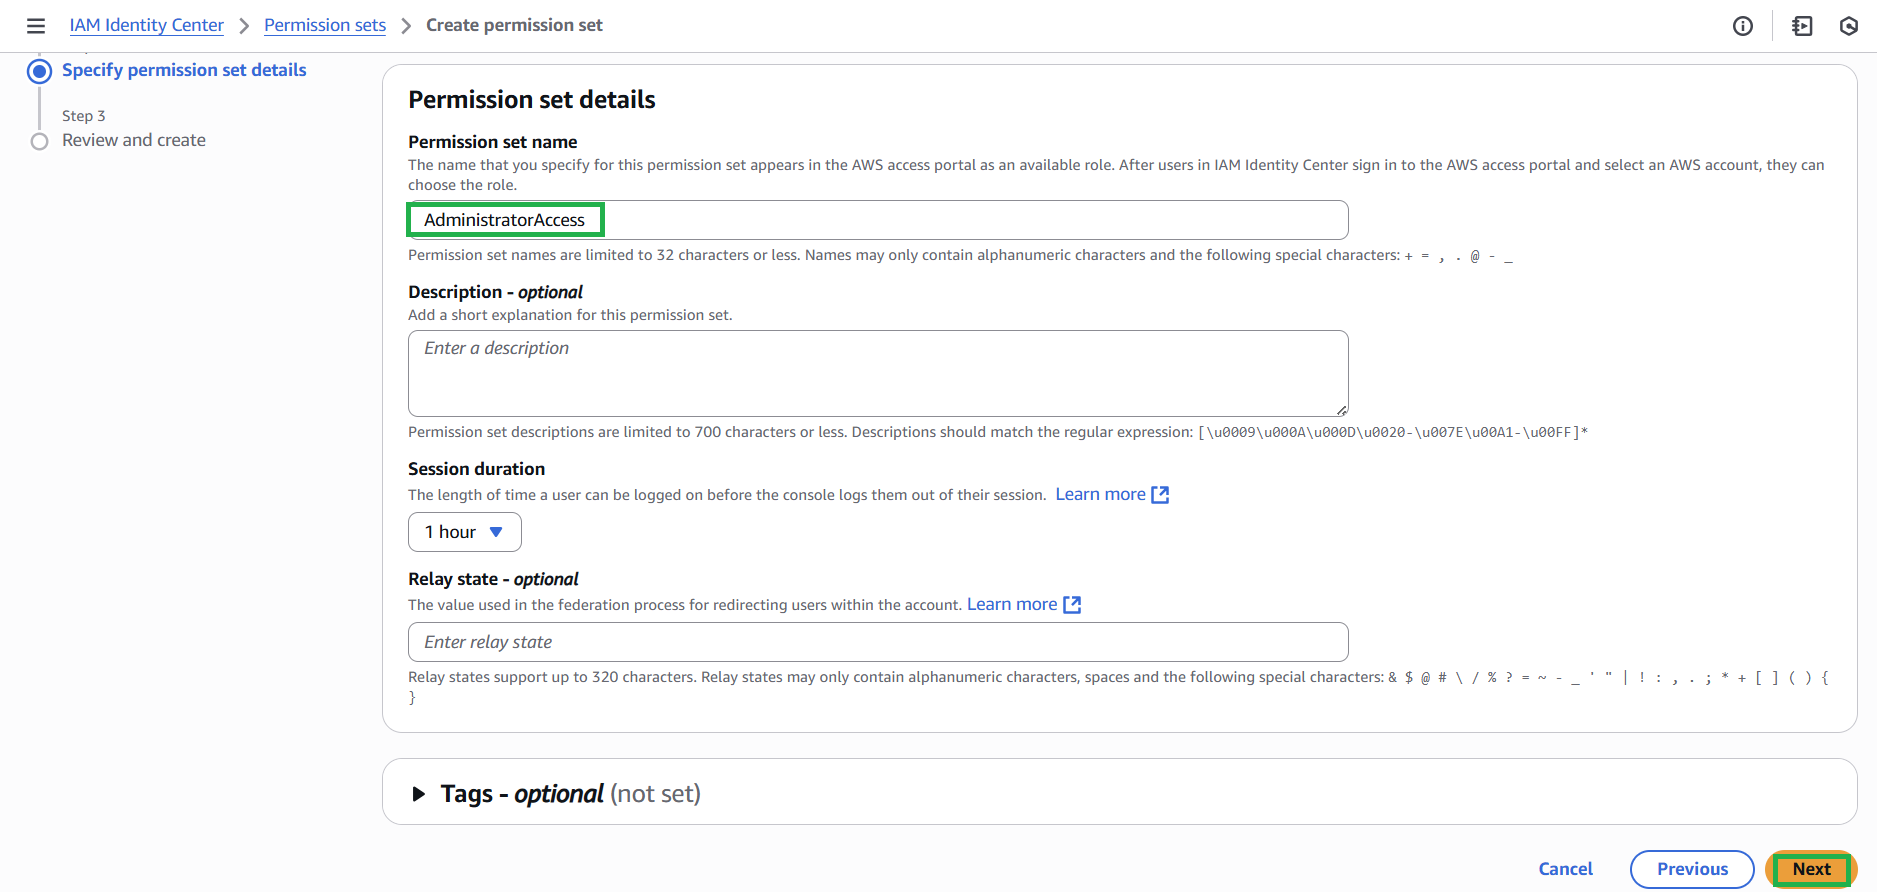 IAM Identity Center > Permission sets > Create permission set
Specify permission set details
Step 3
Review and create
Permission set details
Permission set name
The name that you specify for this permission set appears in the AWS access portal as an available role. After users in IAM Identity Center sign in to the AWS access portal and select an AWS account, they can
choose the role.
AdministratorAccess
Permission set names are limited to 32 characters or less. Names may only contain alphanumeric characters and the following special characters: + = , . @ - _
Description - optional
Add a short explanation for this permission set.
Enter a description
Permission set descriptions are limited to 700 characters or less. Descriptions should match the regular expression: [\u0009\u000A\u000D\u0020-\u007E\u00A1-\u00FF]*
Session duration
The length of time a user can be logged on before the console logs them out of their session. Learn more
1 hour
Relay state - optional
The value used in the federation process for redirecting users within the account. Learn more
Enter relay state
Relay states support up to 320 characters. Relay states may only contain alphanumeric characters, spaces and the following special characters: & $ @ # \ / % ? = ~ - _ ' " | ! : , . ; * + [ ] ( ) {
}
Tags - optional (not set)
Cancel
Previous
Next